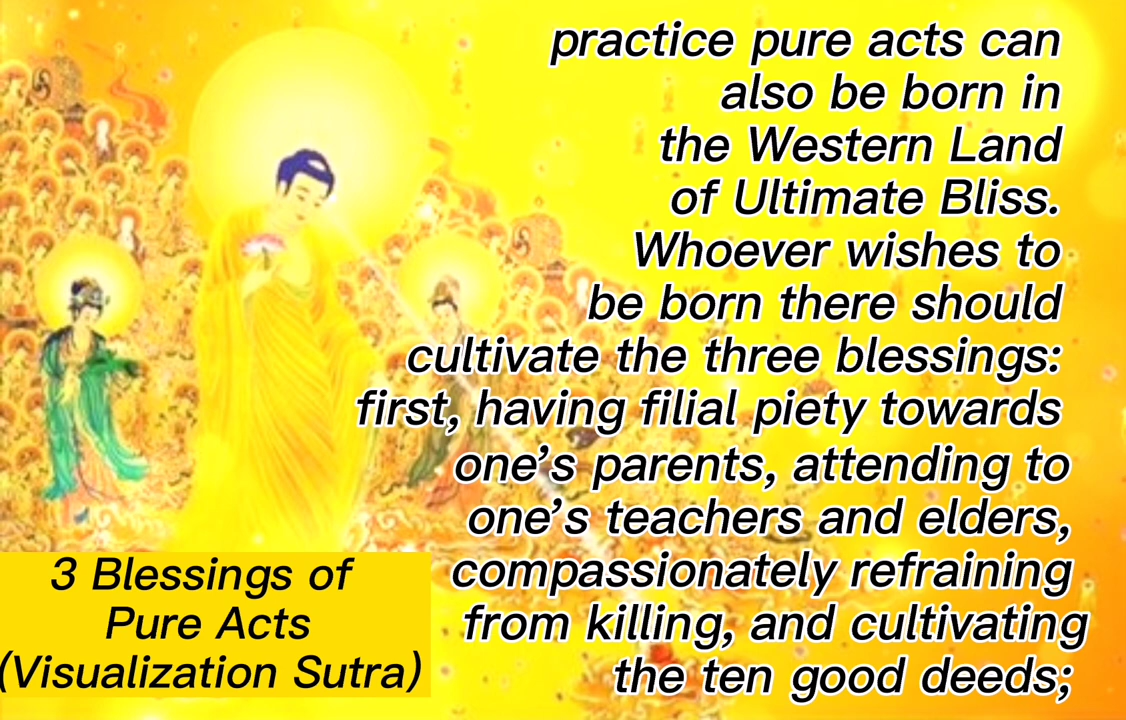 practice pure acts can
also be born in
the Western Land
of Ultimate Bliss.
Whoever wishes to
be born there should
cultivate the three blessings:
first, having filial piety towards
one’s parents, attending to
one’s teachers and elders,
compassionately refraining
from killing, and cultivating
the ten good deeds;
3 Blessings of
Pure Acts
(Visualization Sutra)